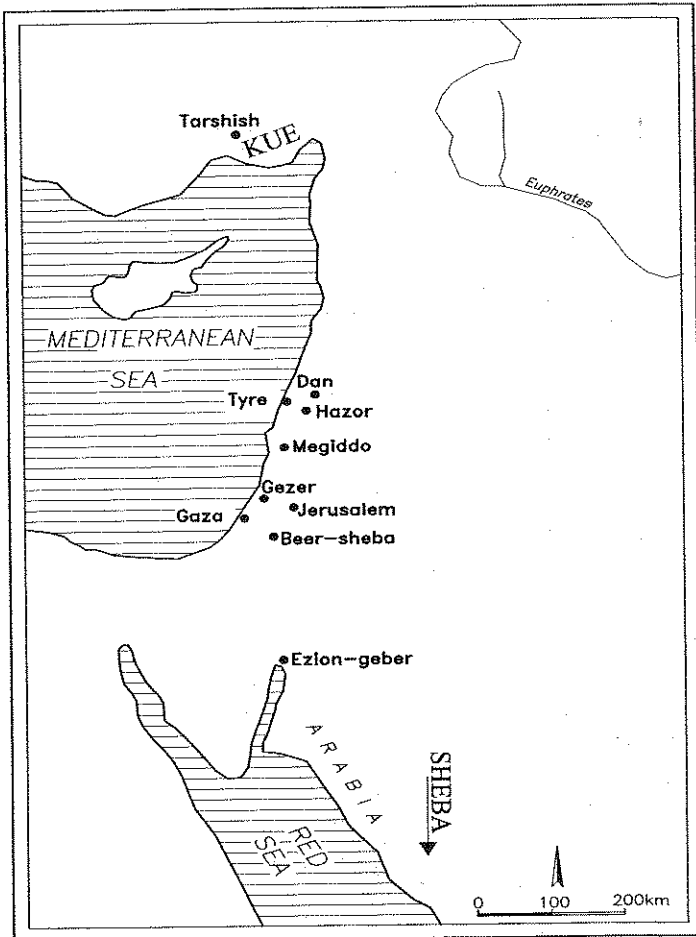 Tarshish
KUE
Euphrates
MEDITERRANEAN
SEA
Dan
Tyre
Hazor
Megiddo
Gezer
Jerusalem
Gaza
Beer-sheba
Ezion-geber
ARABIA
SHEBA
RED
SEA
0 100 200km